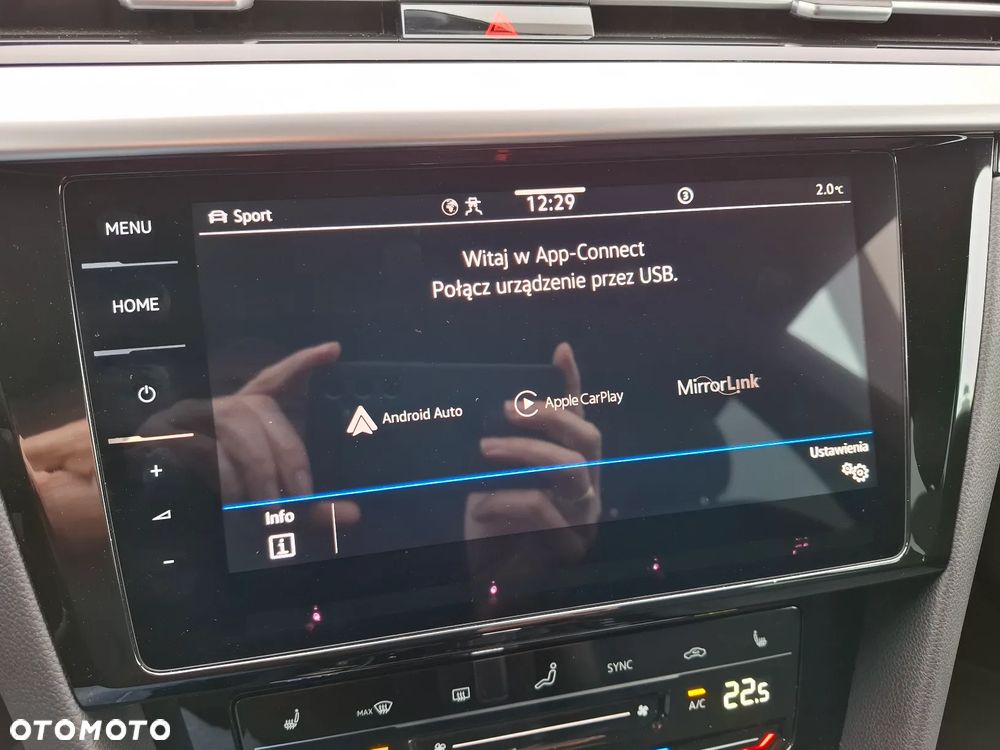 MENU
HOME
Sport
12:29
3
2.0°C
Witaj w App-Connect
Połącz urządzenie przez USB.
Android Auto
Apple CarPlay
MirrorLink
Ustawienia
Info
i
SYNC
MAX
A/C
22.5
OTOMOTO